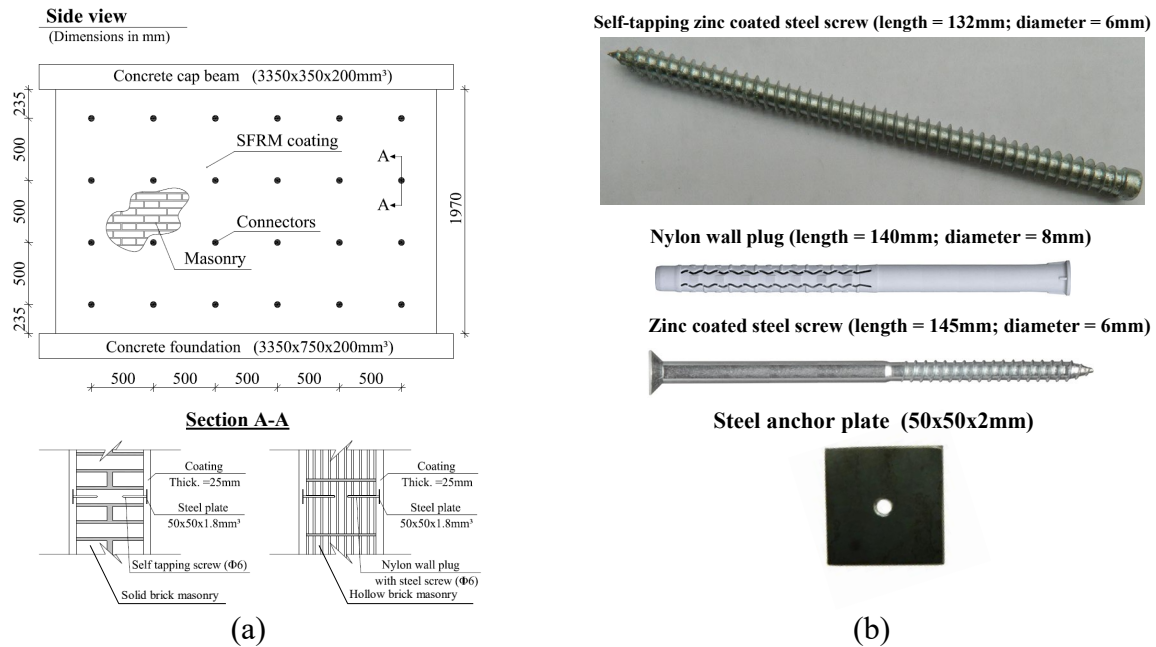 Side view
(Dimensions in mm)
Concrete cap beam (3350x350x200mm³)
235
500
500
500
235
SFRM coating
A
A
Connectors
Masonry
1970
Concrete foundation (3350x750x200mm³)
500 500 500 500 500
Section A-A
Coating
Thick. =25mm
Steel plate
50x50x1.8mm³
Self tapping screw (Φ6)
Solid brick masonry
Coating
Thick. =25mm
Steel plate
50x50x1.8mm³
Nylon wall plug
with steel screw (Φ6)
Hollow brick masonry
(a)
Self-tapping zinc coated steel screw (length = 132mm; diameter = 6mm)
Nylon wall plug (length = 140mm; diameter = 8mm)
Zinc coated steel screw (length = 145mm; diameter = 6mm)
Steel anchor plate (50x50x2mm)
(b)